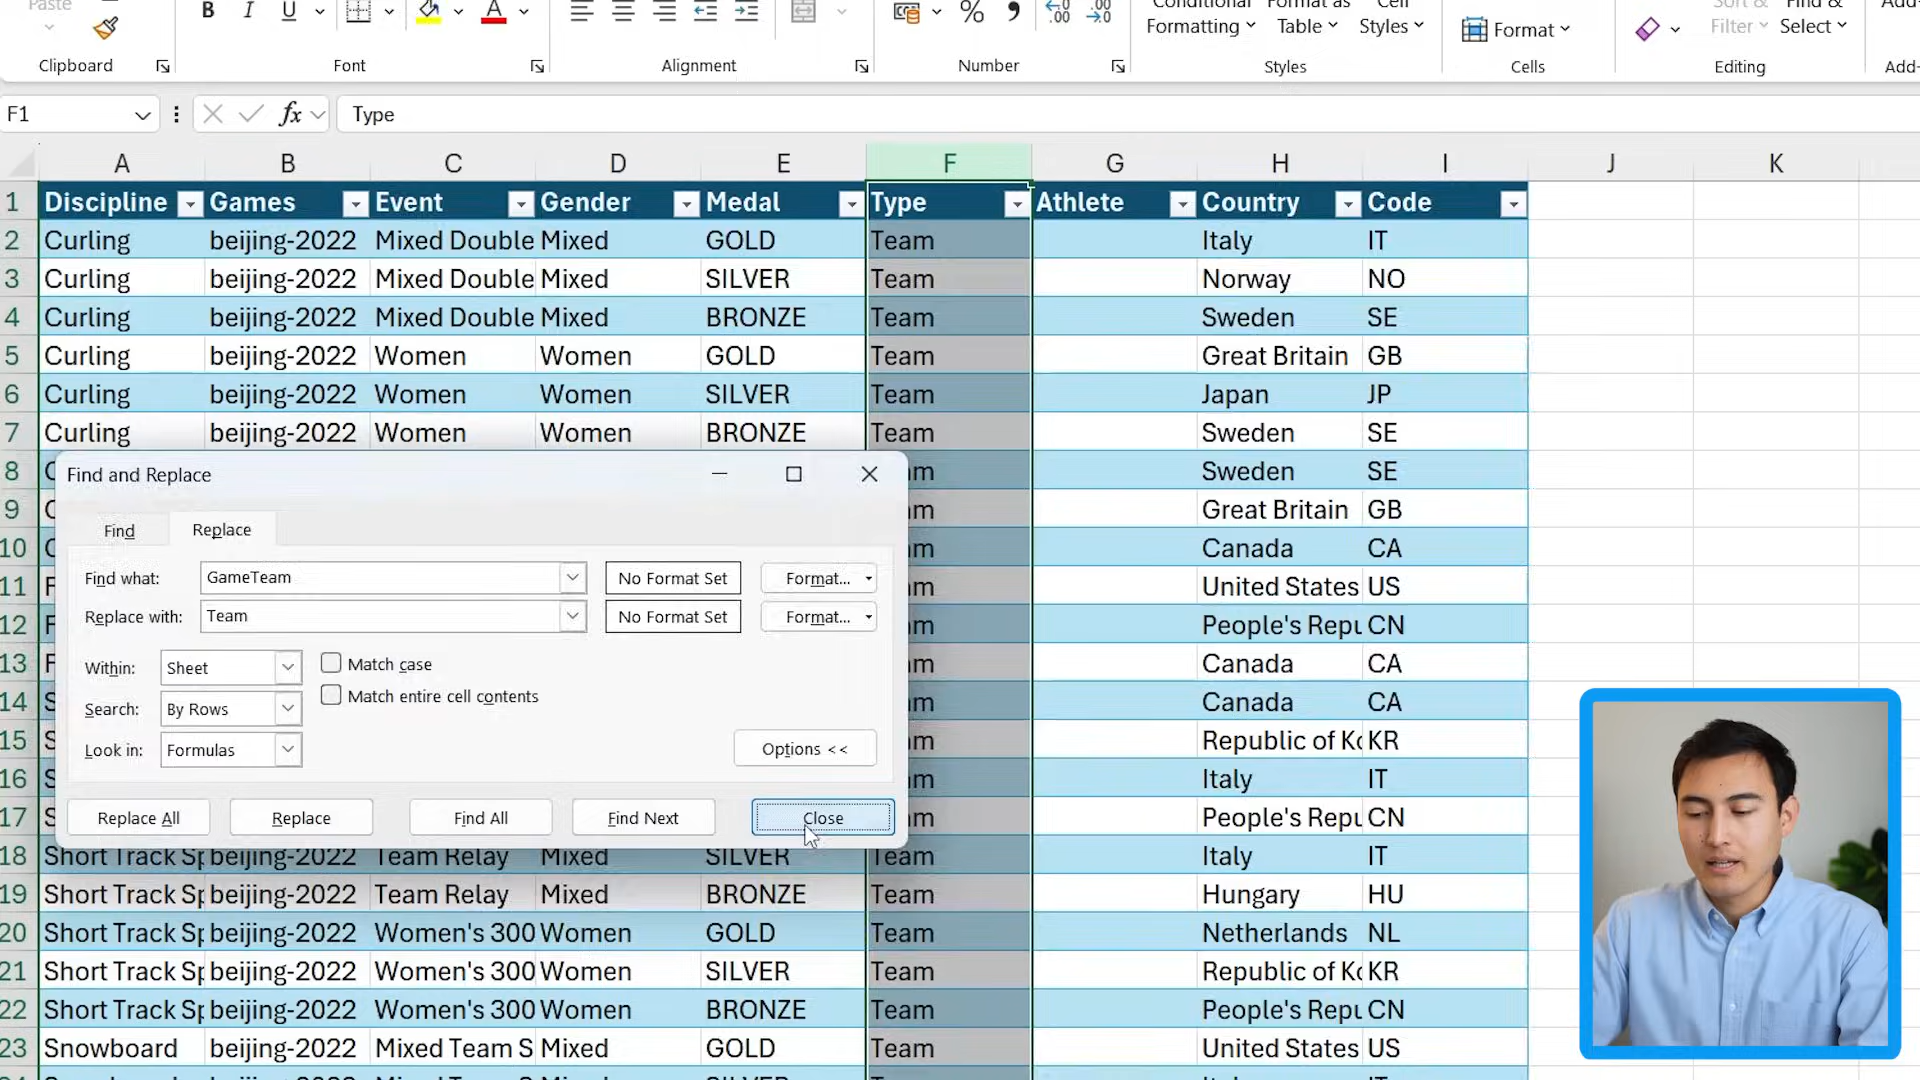 Paste
B I U A % 9
Conditional Format as Cell Sort & Find & Add-
Formatting Table Styles Format Filter Select
Clipboard Font Alignment Number Styles Cells Editing Add-
F1 fx Type
A B C D E F G H I J K
1 Discipline Games Event Gender Medal Type Athlete Country Code
2 Curling beijing-2022 Mixed Double Mixed GOLD Team Italy IT
3 Curling beijing-2022 Mixed Double Mixed SILVER Team Norway NO
4 Curling beijing-2022 Mixed Double Mixed BRONZE Team Sweden SE
5 Curling beijing-2022 Women Women GOLD Team Great Britain GB
6 Curling beijing-2022 Women Women SILVER Team Japan JP
7 Curling beijing-2022 Women Women BRONZE Team Sweden SE
8 C am Sweden SE
9 C am Great Britain GB
10 C am Canada CA
11 F am United States US
12 F am People's Repu CN
13 F am Canada CA
14 S am Canada CA
15 S am Republic of Ko KR
16 S am Italy IT
17 S am People's Repu CN
Find and Replace
Find Replace
Find what: GameTeam No Format Set Format...
Replace with: Team No Format Set Format...
Within: Sheet Match case
Match entire cell contents
Search: By Rows
Look in: Formulas Options <<
Replace All Replace Find All Find Next Close
18 Short Track Sp beijing-2022 Team Relay Mixed SILVER Team Italy IT
19 Short Track Sp beijing-2022 Team Relay Mixed BRONZE Team Hungary HU
20 Short Track Sp beijing-2022 Women's 300 Women GOLD Team Netherlands NL
21 Short Track Sp beijing-2022 Women's 300 Women SILVER Team Republic of Ko KR
22 Short Track Sp beijing-2022 Women's 300 Women BRONZE Team People's Repu CN
23 Snowboard beijing-2022 Mixed Team S Mixed GOLD Team United States US